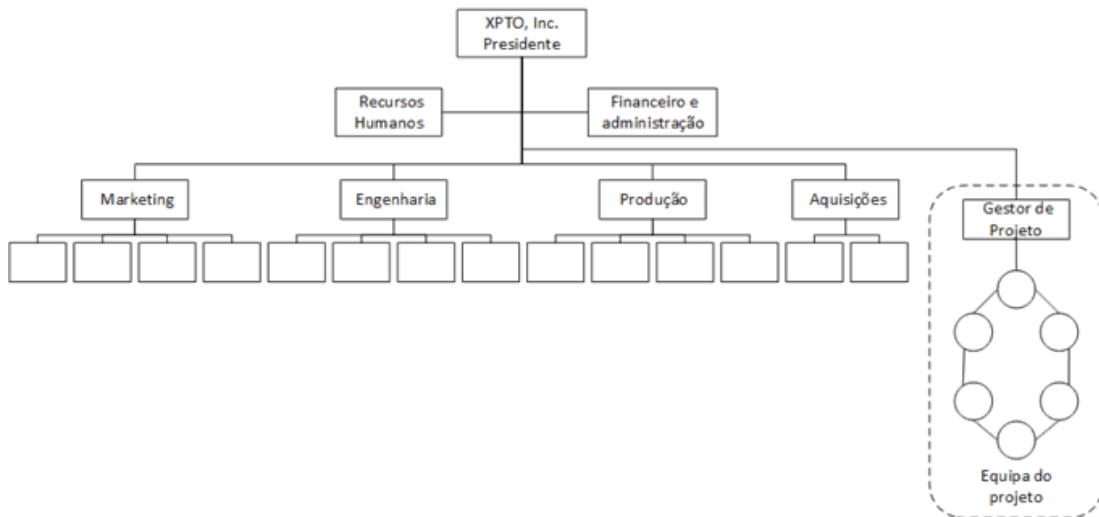 XPTO, Inc.
Presidente
Recursos
Humanos
Financeiro e
administração
Marketing
Engenharia
Produção
Aquisições
Gestor de
Projeto
Equipa do
projeto